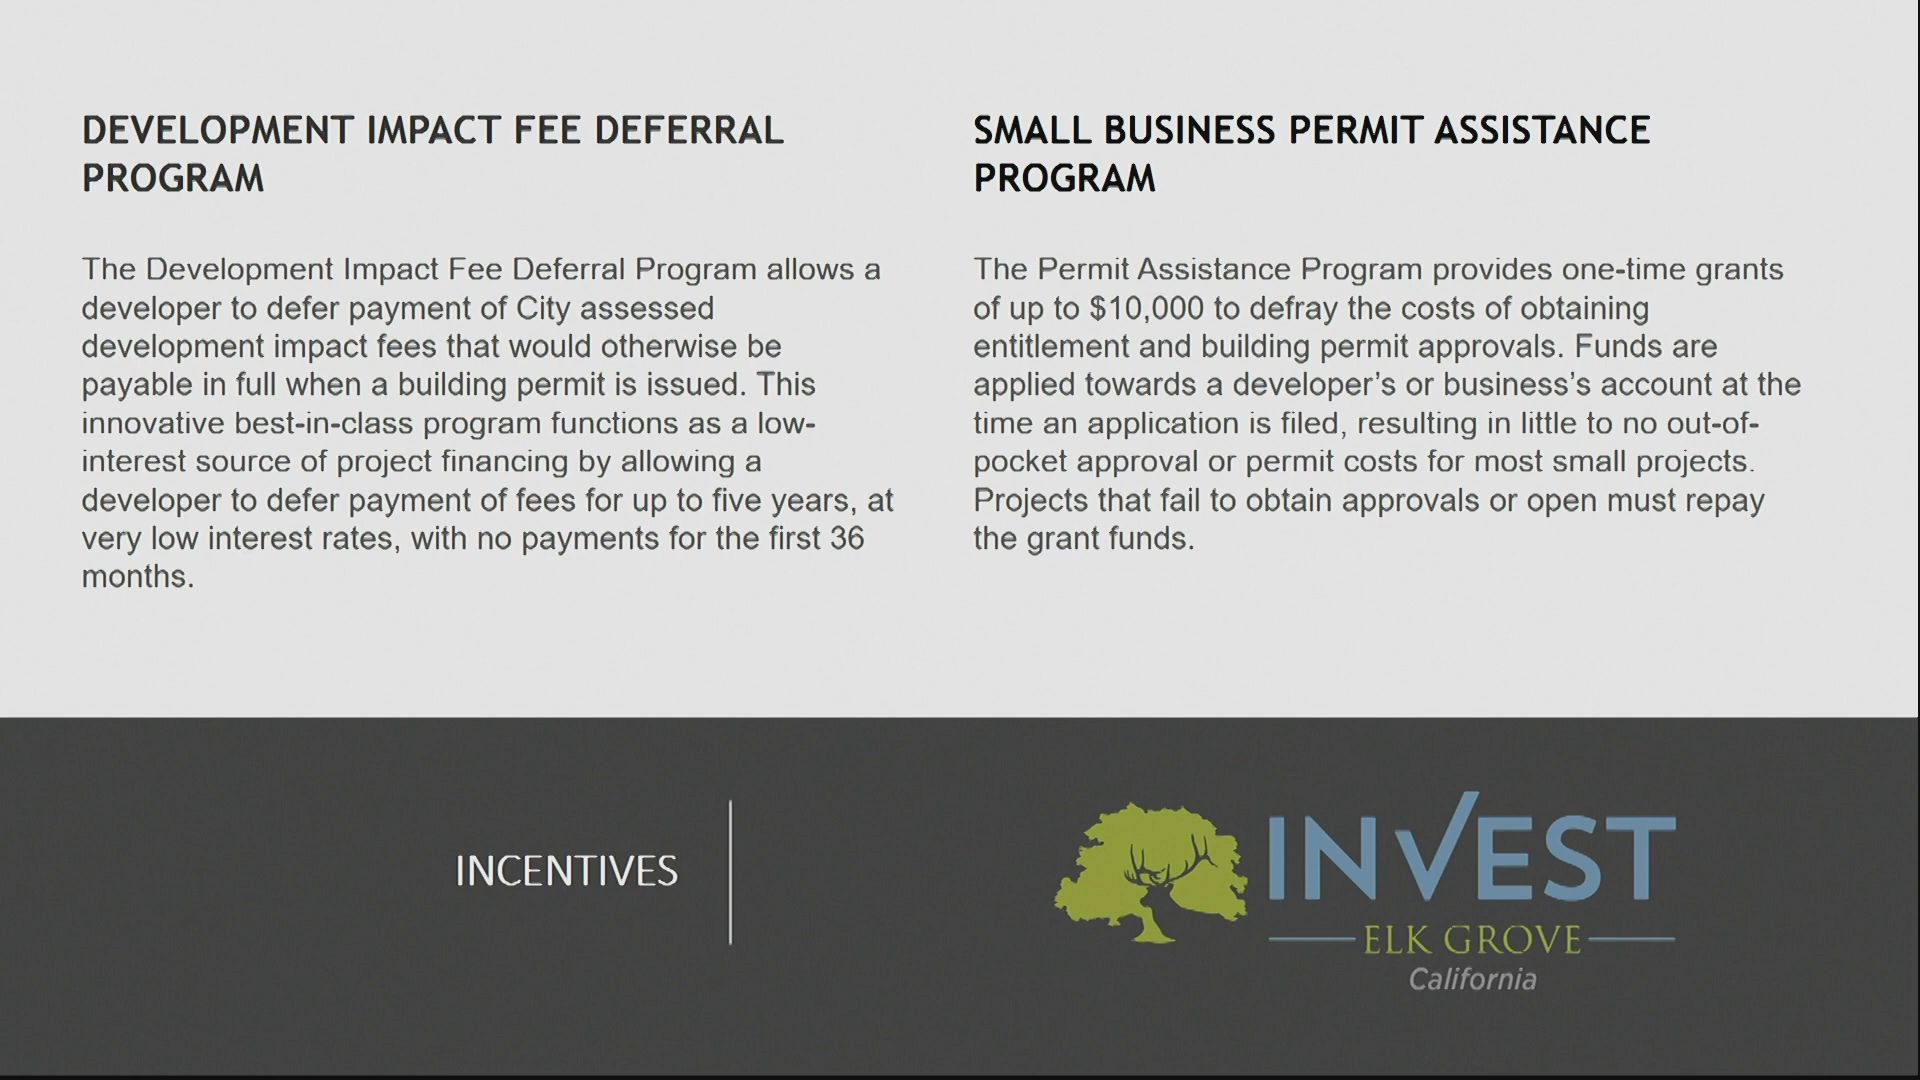 DEVELOPMENT IMPACT FEE DEFERRAL
PROGRAM
The Development Impact Fee Deferral Program allows a
developer to defer payment of City assessed
development impact fees that would otherwise be
payable in full when a building permit is issued. This
innovative best-in-class program functions as a low-
interest source of project financing by allowing a
developer to defer payment of fees for up to five years, at
very low interest rates, with no payments for the first 36
months.
SMALL BUSINESS PERMIT ASSISTANCE
PROGRAM
The Permit Assistance Program provides one-time grants
of up to $10,000 to defray the costs of obtaining
entitlement and building permit approvals. Funds are
applied towards a developer’s or business’s account at the
time an application is filed, resulting in little to no out-of-
pocket approval or permit costs for most small projects.
Projects that fail to obtain approvals or open must repay
the grant funds.
INCENTIVES
INVEST
ELK GROVE
California